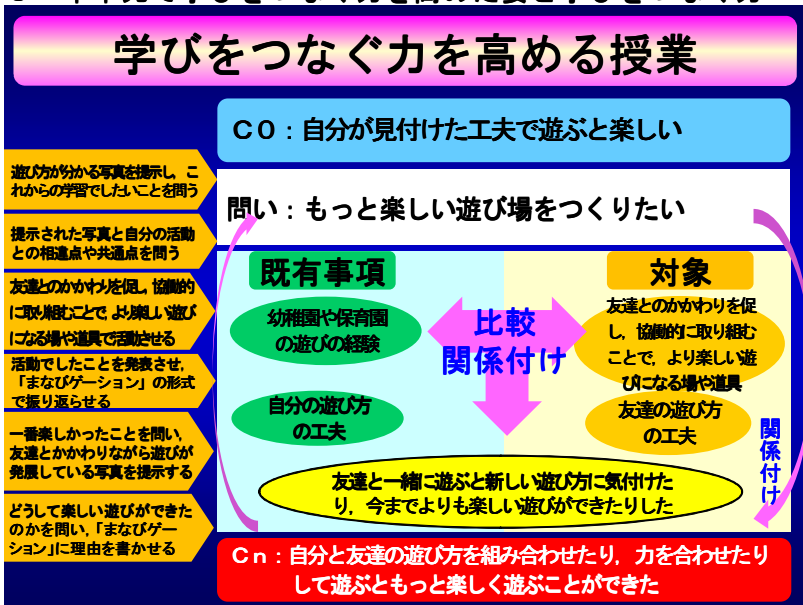 学びをつなぐ力を高める授業
C0：自分が見付けた工夫で遊ぶと楽しい
遊び方が分かる写真を提示し，こ
れからの学習でしたいことを問う
提示された写真と自分の活動
との相違点や共通点を問う
友達とのかかわりを促し，協働的
に取り組むことで，より楽しい遊び
になる場や道具で活動させる
活動でしたことを発表させ，
「まなびゲーション」の形式
で振り返らせる
一番楽しかったことを問い，
友達とかかわりながら遊びが
発展している写真を提示する
どうして楽しい遊びができた
のかを問い，「まなびゲー
ション」に理由を書かせる
問い：もっと楽しい遊び場をつくりたい
既有事項
幼稚園や保育園
の遊びの経験
自分の遊び方
の工夫
比較
関係付け
対象
友達とのかかわりを促
し，協働的に取り組む
ことで，より楽しい遊
びになる場や道具
友達の遊び方
の工夫
関係付け
友達と一緒に遊ぶと新しい遊び方に気付けた
り，今までよりも楽しい遊びができたりした
Cn：自分と友達の遊び方を組み合わせたり，力を合わせたり
して遊ぶともっと楽しく遊ぶことができた